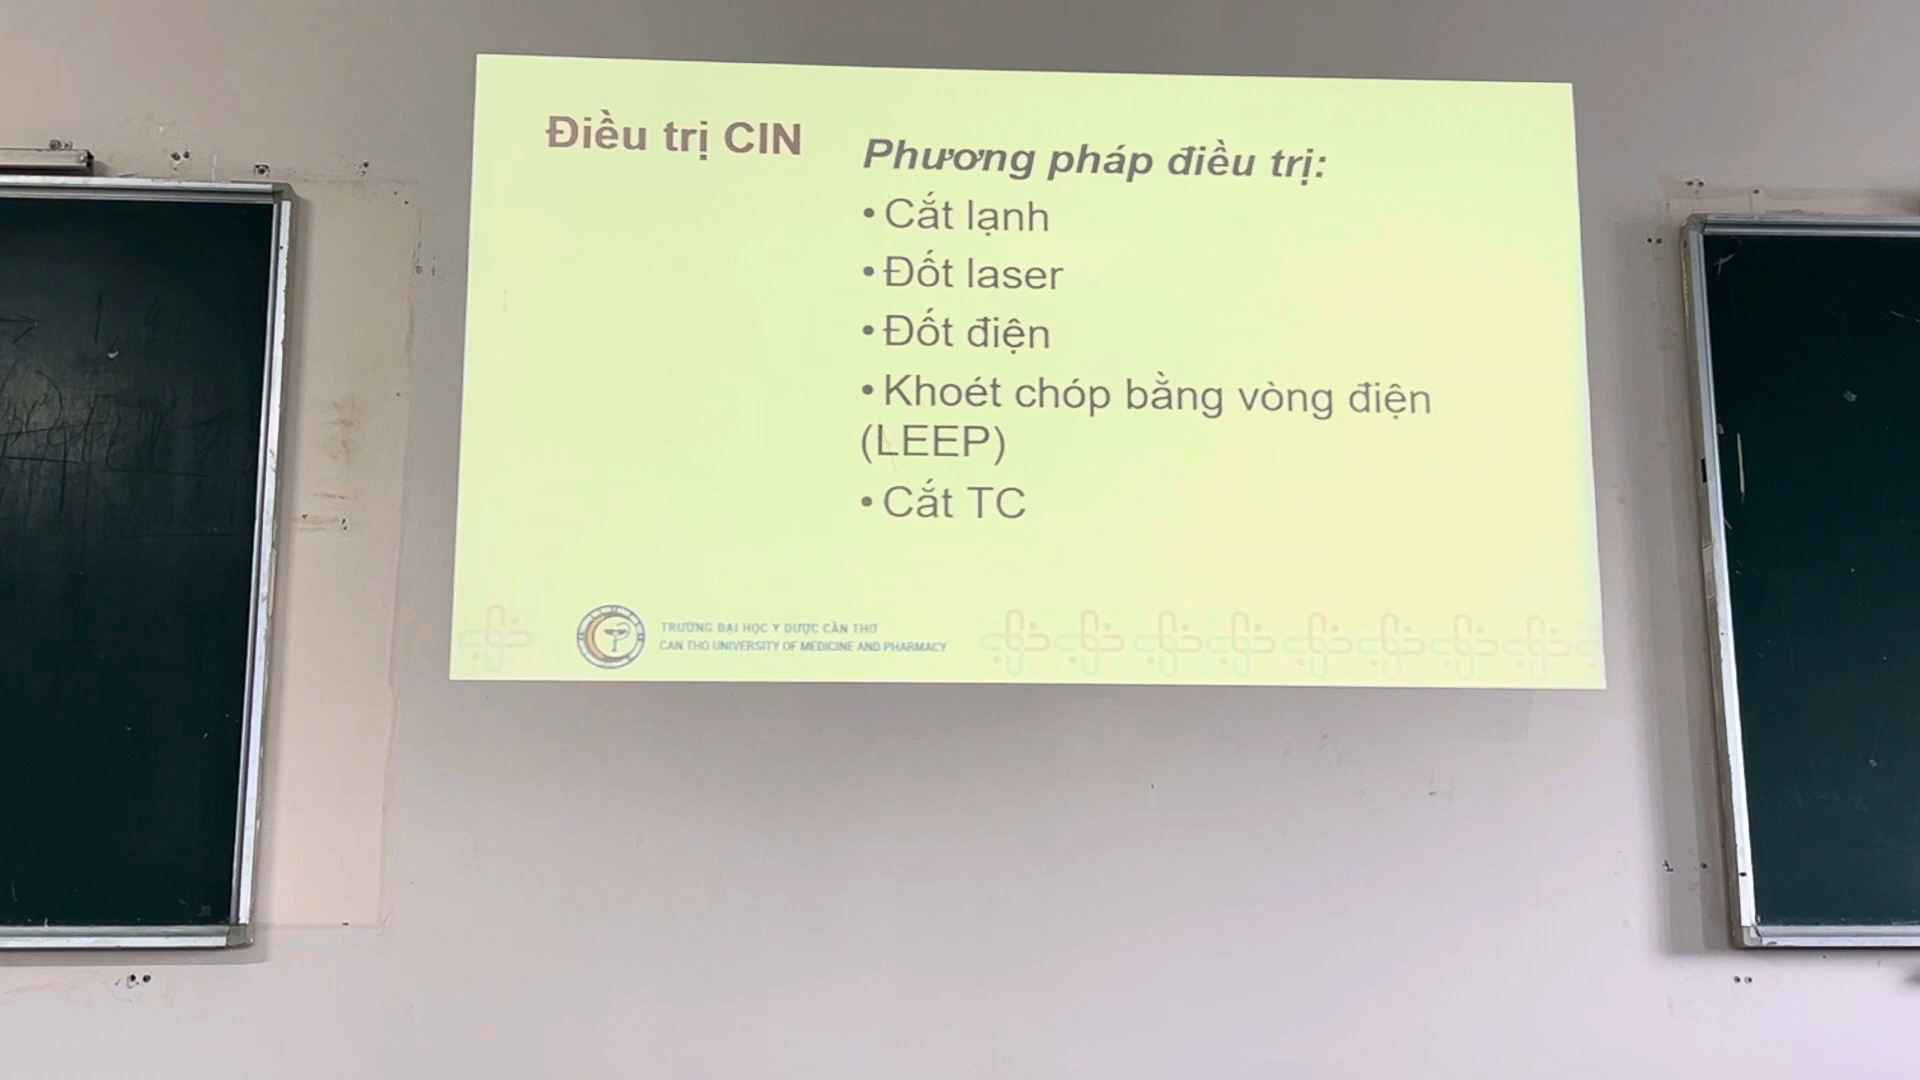 Điều trị CIN
Phương pháp điều trị:
• Cắt lạnh
• Đốt laser
• Đốt điện
• Khoét chóp bằng vòng điện
(LEEP)
• Cắt TC
TRƯỜNG ĐẠI HỌC Y DƯỢC CẦN THƠ
CAN THO UNIVERSITY OF MEDICINE AND PHARMACY